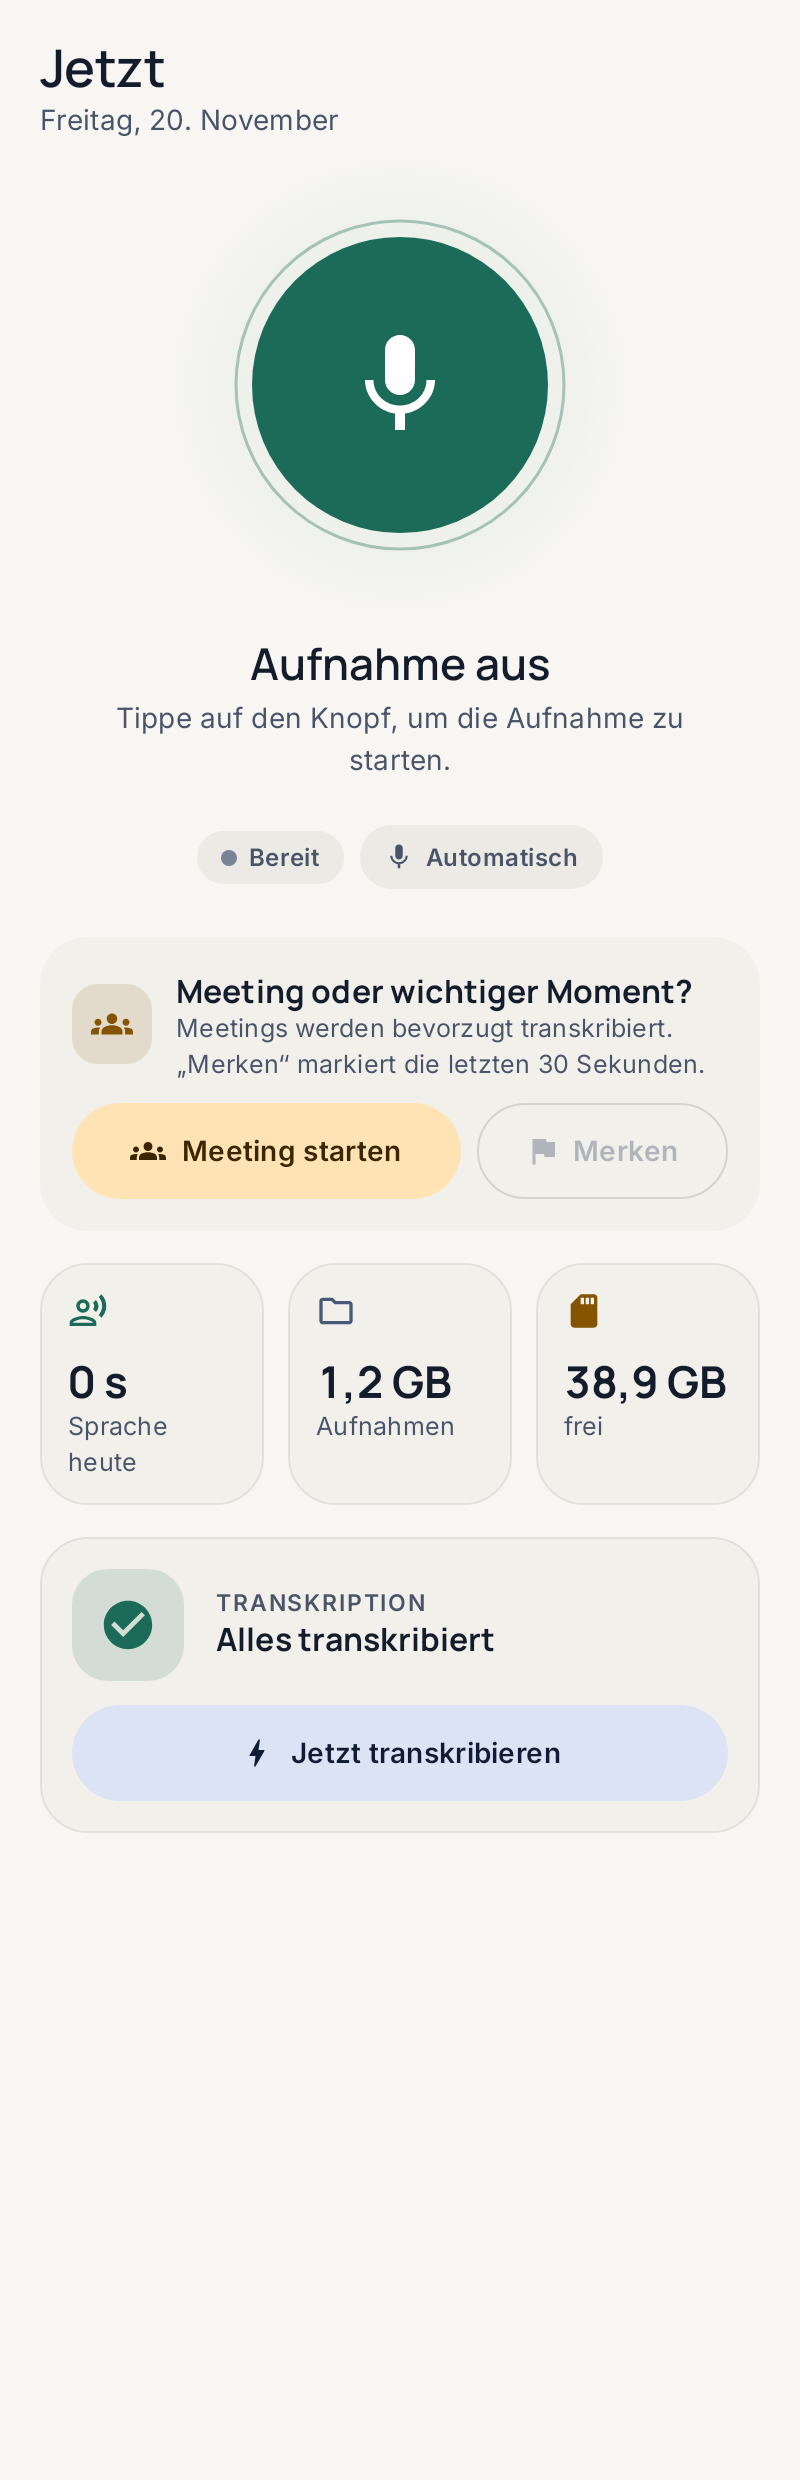 Jetzt
Freitag, 20. November
Aufnahme aus
Tippe auf den Knopf, um die Aufnahme zu
starten.
Bereit
Automatisch
Meeting oder wichtiger Moment?
Meetings werden bevorzugt transkribiert.
„Merken“ markiert die letzten 30 Sekunden.
Meeting starten
Merken
0 s
Sprache
heute
1,2 GB
Aufnahmen
38,9 GB
frei
TRANSKRIPTION
Alles transkribiert
Jetzt transkribieren